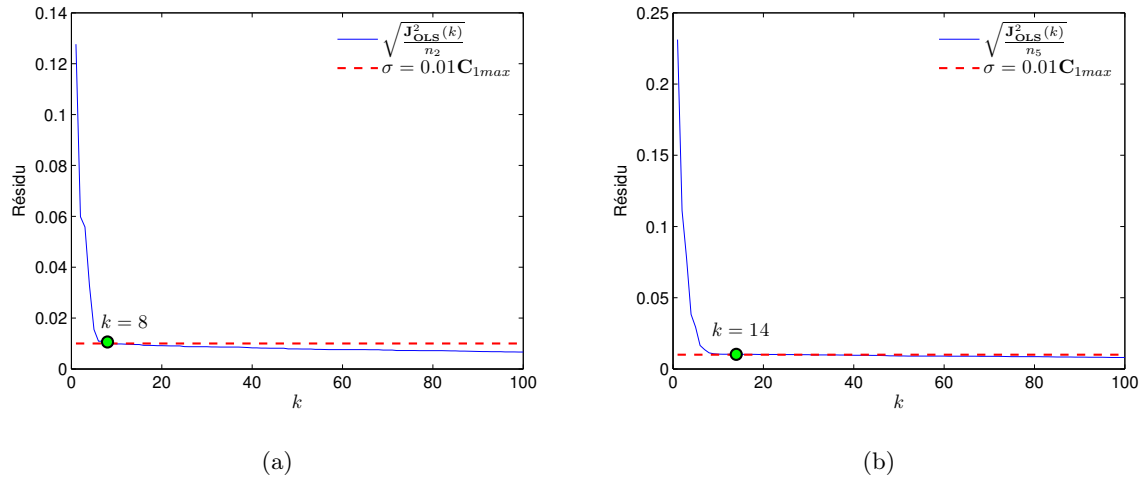 0.14
0.12
0.1
0.08
0.06
0.04
0.02
0
Résidu
0 20 40 60 80 100
k
k = 8
√(J²_OLS(k)/n₂)
σ = 0.01C₁ₘₐₓ
(a)
0.25
0.2
0.15
0.1
0.05
0
Résidu
0 20 40 60 80 100
k
k = 14
√(J²_OLS(k)/n₅)
σ = 0.01C₁ₘₐₓ
(b)